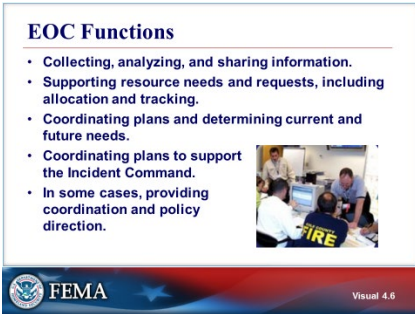 EOC Functions
• Collecting, analyzing, and sharing information.
• Supporting resource needs and requests, including
allocation and tracking.
• Coordinating plans and determining current and
future needs.
• Coordinating plans to support
the Incident Command.
• In some cases, providing
coordination and policy
direction.
COUNTY
FIRE
FEMA
Visual 4.6